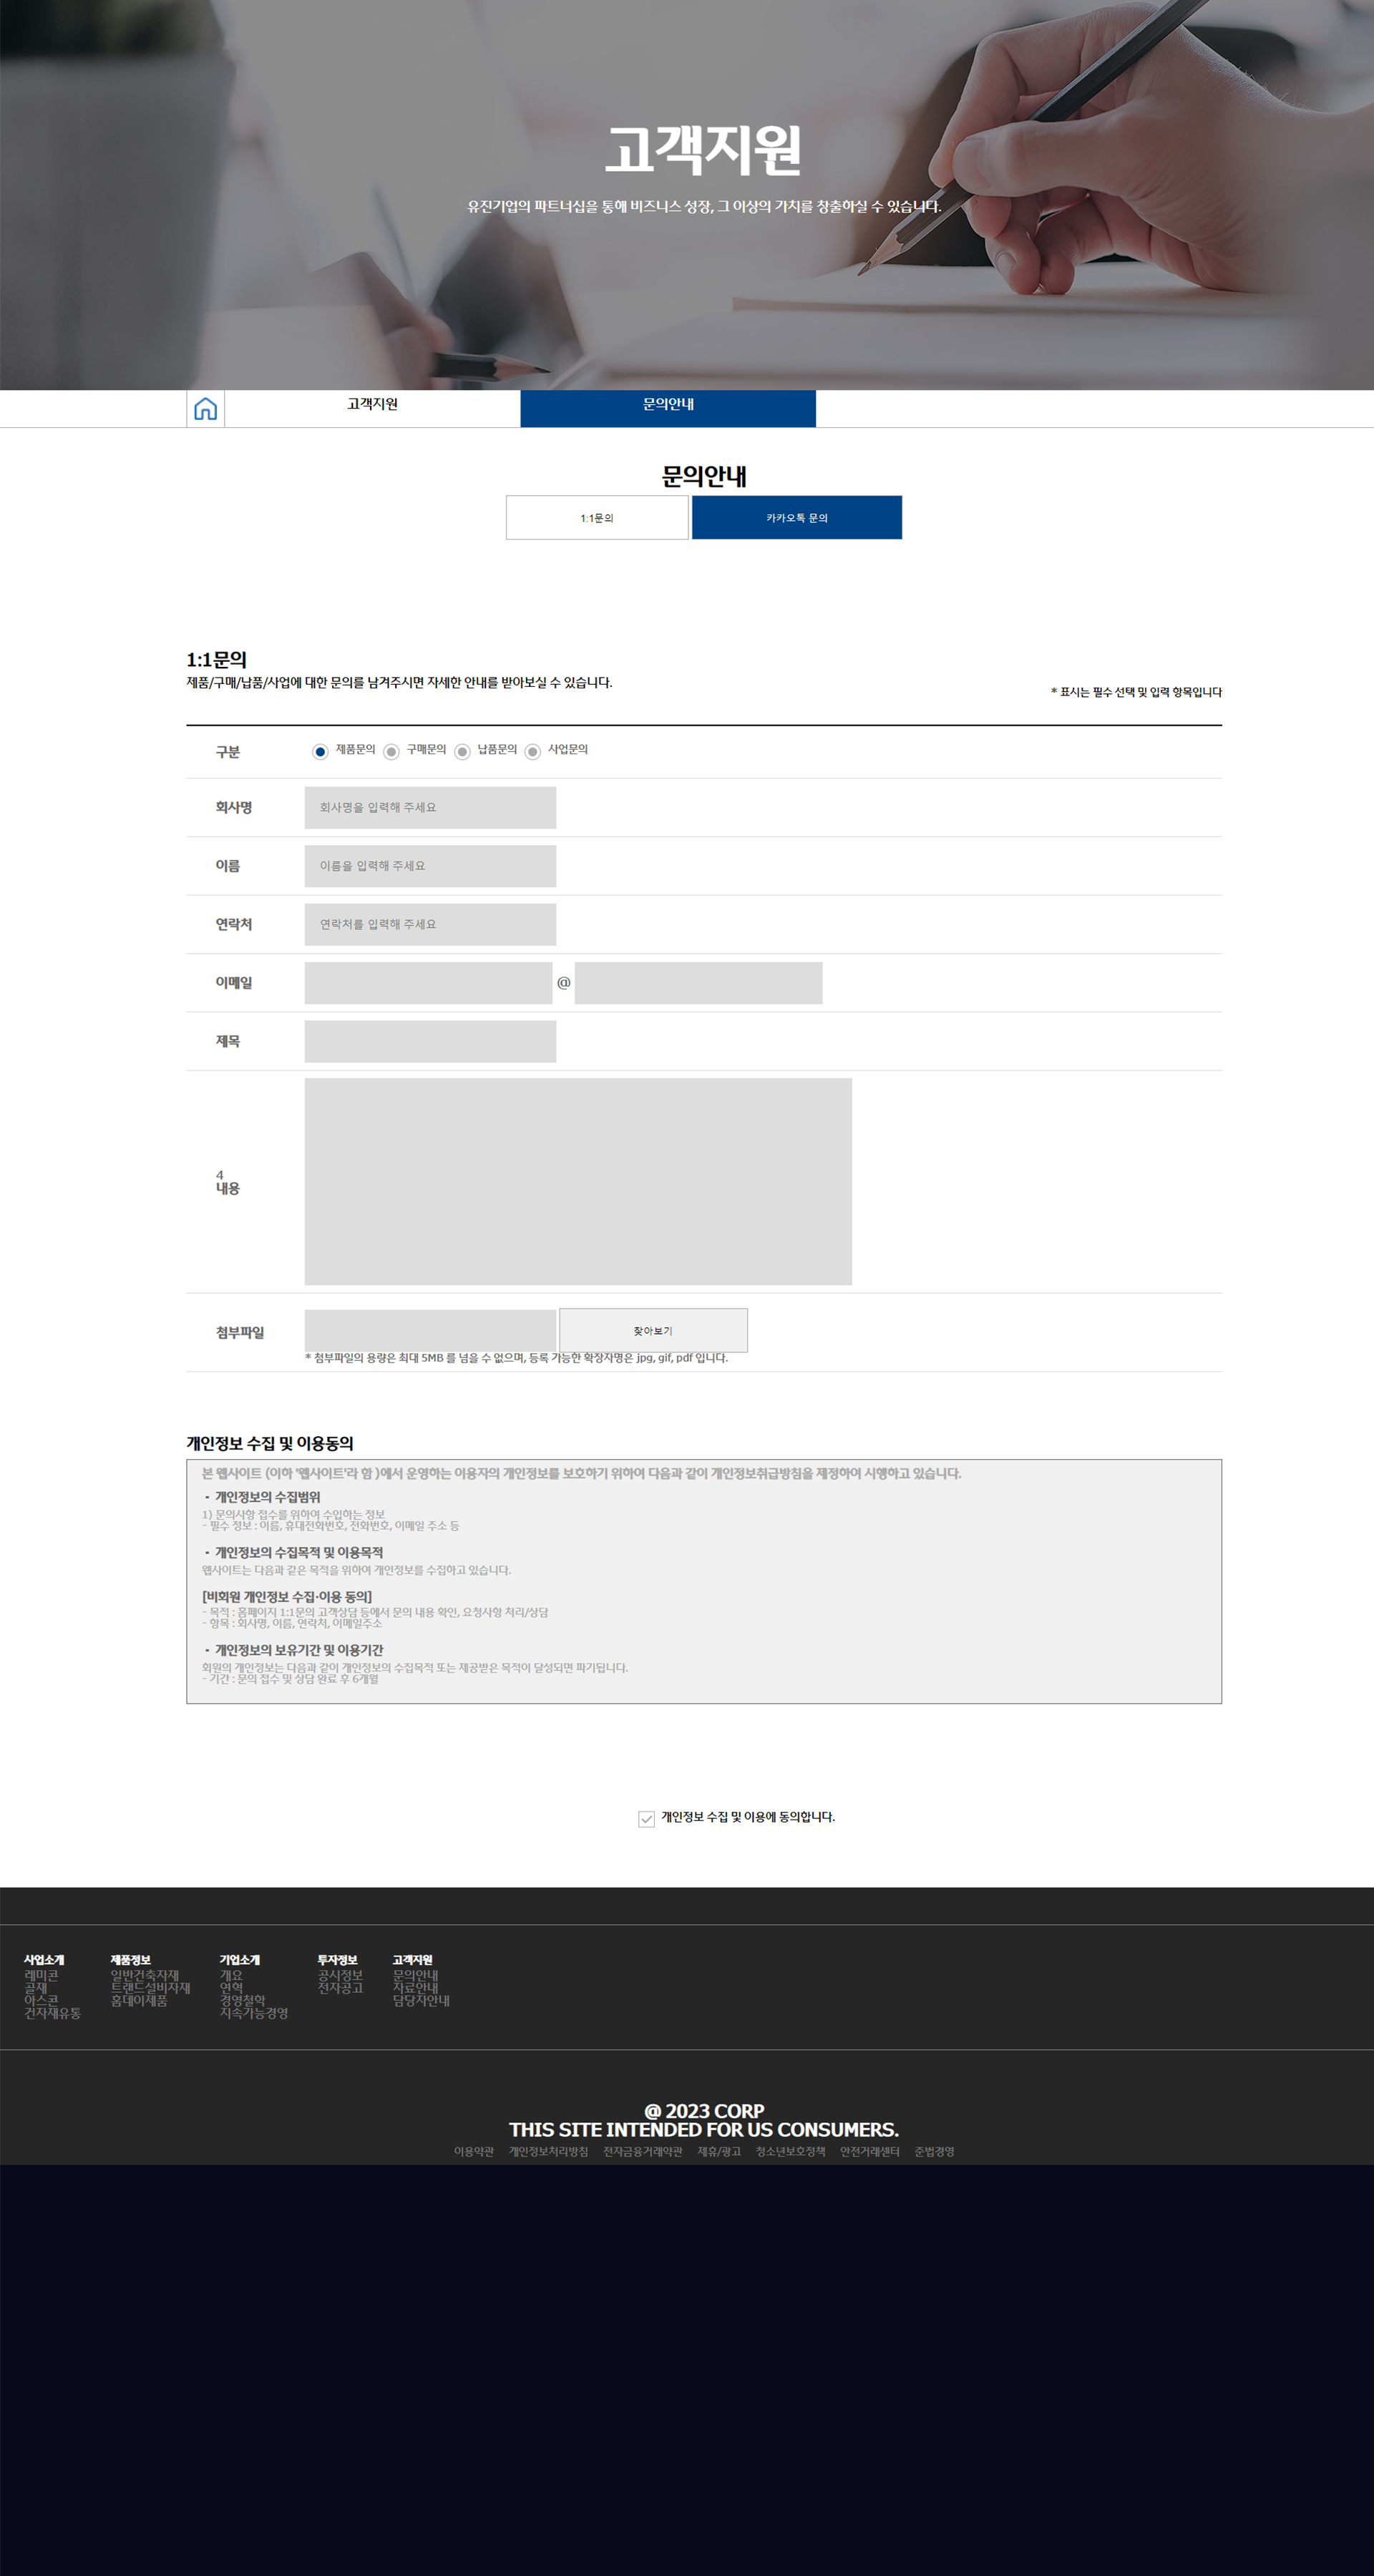 고객지원
유진기업의 파트너십을 통해 비즈니스 성장, 그 이상의 가치를 창출하실 수 있습니다.
고객지원 문의안내
문의안내
1:1문의 카카오톡 문의
1:1문의
제품/구매/납품/사업에 대한 문의를 남겨주시면 자세한 안내를 받아보실 수 있습니다.
* 표시는 필수 선택 및 입력 항목입니다
구분 제품문의 구매문의 납품문의 사업문의
회사명 회사명을 입력해 주세요
이름 이름을 입력해 주세요
연락처 연락처를 입력해 주세요
이메일 @
제목
4
내용
첨부파일 찾아보기
* 첨부파일의 용량은 최대 5MB 를 넘을 수 없으며, 등록 가능한 확장자명은 jpg, gif, pdf 입니다.
개인정보 수집 및 이용동의
본 웹사이트 (이하 '웹사이트'라 함 )에서 운영하는 이용자의 개인정보를 보호하기 위하여 다음과 같이 개인정보취급방침을 제정하여 시행하고 있습니다.
· 개인정보의 수집범위
1) 문의사항 접수를 위하여 수입하는 정보
- 필수 정보 : 이름, 휴대전화번호, 전화번호, 이메일 주소 등
· 개인정보의 수집목적 및 이용목적
웹사이트는 다음과 같은 목적을 위하여 개인정보를 수집하고 있습니다.
[비회원 개인정보 수집·이용 동의]
- 목적 : 홈페이지 1:1문의 고객상담 등에서 문의 내용 확인, 요청사항 처리/상담
- 항목 : 회사명, 이름, 연락처, 이메일주소
· 개인정보의 보유기간 및 이용기간
회원의 개인정보는 다음과 같이 개인정보의 수집목적 또는 제공받은 목적이 달성되면 파기됩니다.
- 기간 : 문의 접수 및 상담 완료 후 6개월
개인정보 수집 및 이용에 동의합니다.
사업소개 제품정보 기업소개 투자정보 고객지원
레미콘 일반건축자재 개요 공시정보 문의안내
골재 트랜드설비자재 연혁 전자공고 자료안내
아스콘 홈데이제품 경영철학 담당자안내
건자재유통 지속가능경영
@ 2023 CORP
THIS SITE INTENDED FOR US CONSUMERS.
이용약관 개인정보처리방침 전자금융거래약관 제휴/광고 청소년보호정책 안전거래센터 준법경영